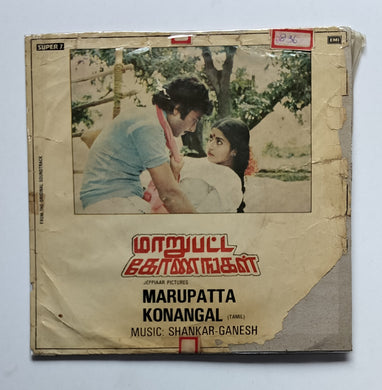 SUPER 7
EMI
FROM THE ORIGINAL SOUNDTRACK
மாறுபட்ட
கோணங்கள்
JEPPIAAR PICTURES
MARUPATTA
KONANGAL (TAMIL)
MUSIC: SHANKAR-GANESH